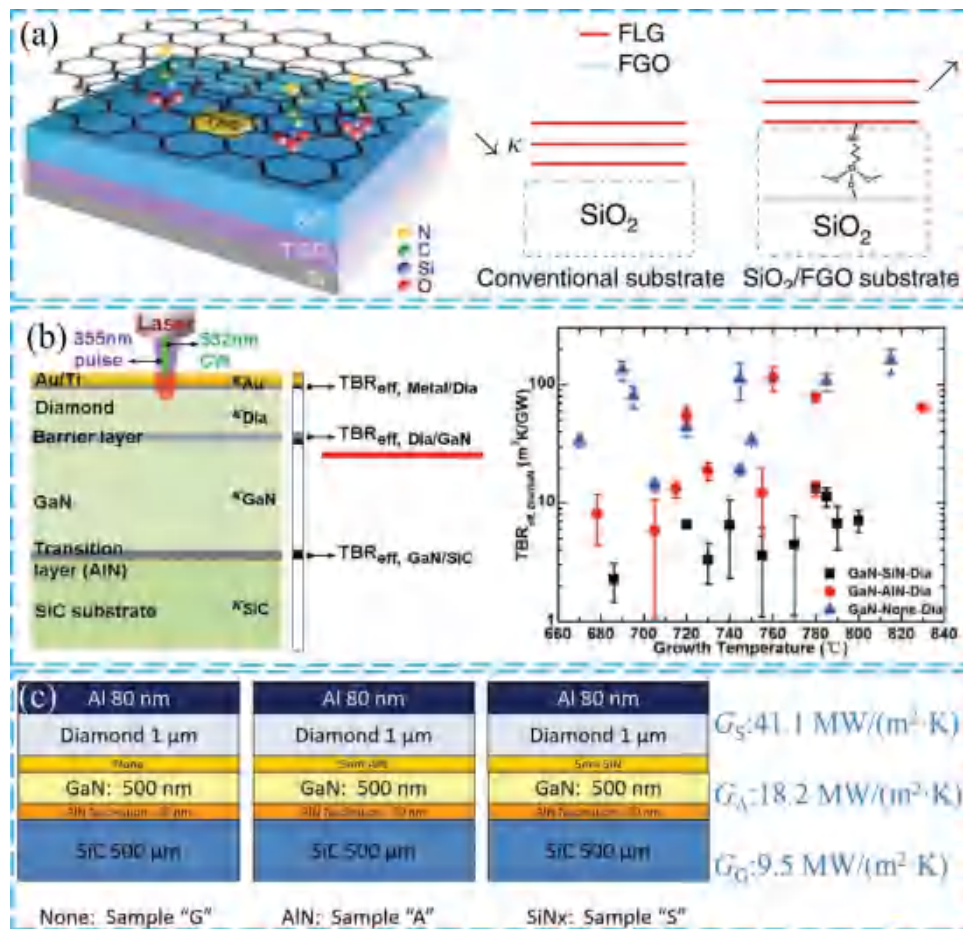 (a)
FLG
FGO
κ
SiO2
SiO2
N
C
Si
O
Conventional substrate
SiO2/FGO substrate
(b)
Laser
355nm
pulse
532nm
CW
Au/Ti
κAu
TBReff, Metal/Dia
Diamond
κDia
Barrier layer
TBReff, Dia/GaN
GaN
κGaN
Transition
layer (AlN)
TBReff, GaN/SiC
SiC substrate
κSiC
(m²K/GW)
100
10
1
GaN-SiN-Dia
GaN-AlN-Dia
GaN-None-Dia
660 680 700 720 740 760 780 800 820 840
Growth Temperature (℃)
(c)
Al 80 nm
Diamond 1 μm
None
GaN: 500 nm
SiC 500 μm
None: Sample "G"
Al 80 nm
Diamond 1 μm
5nm AlN
GaN: 500 nm
SiC 500 μm
AlN: Sample "A"
Al 80 nm
Diamond 1 μm
5nm SiN
GaN: 500 nm
SiC 500 μm
SiNx: Sample "S"
GS:41.1 MW/(m²·K)
GA:18.2 MW/(m²·K)
GG:9.5 MW/(m²·K)